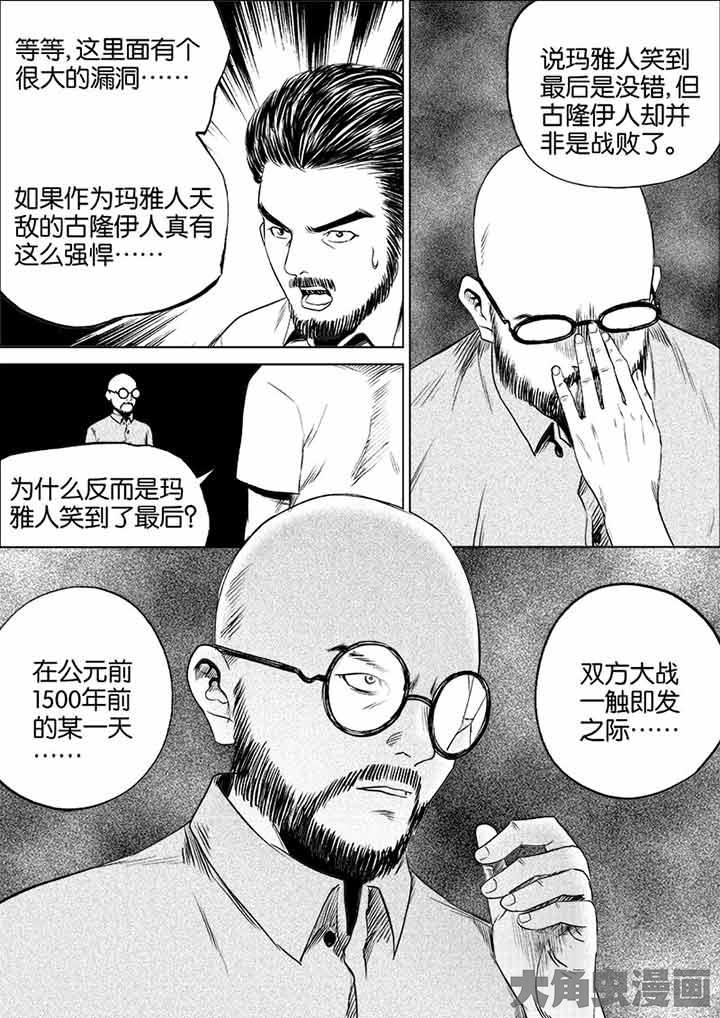 等等,这里面有个
很大的漏洞……
如果作为玛雅人天
敌的古隆伊人真有
这么强悍……
为什么反而是玛
雅人笑到了最后?
说玛雅人笑到
最后是没错,但
古隆伊人却并
非是战败了。
在公元前
1500年前
的某一天
……
双方大战
一触即发
之际……
大角虫漫画